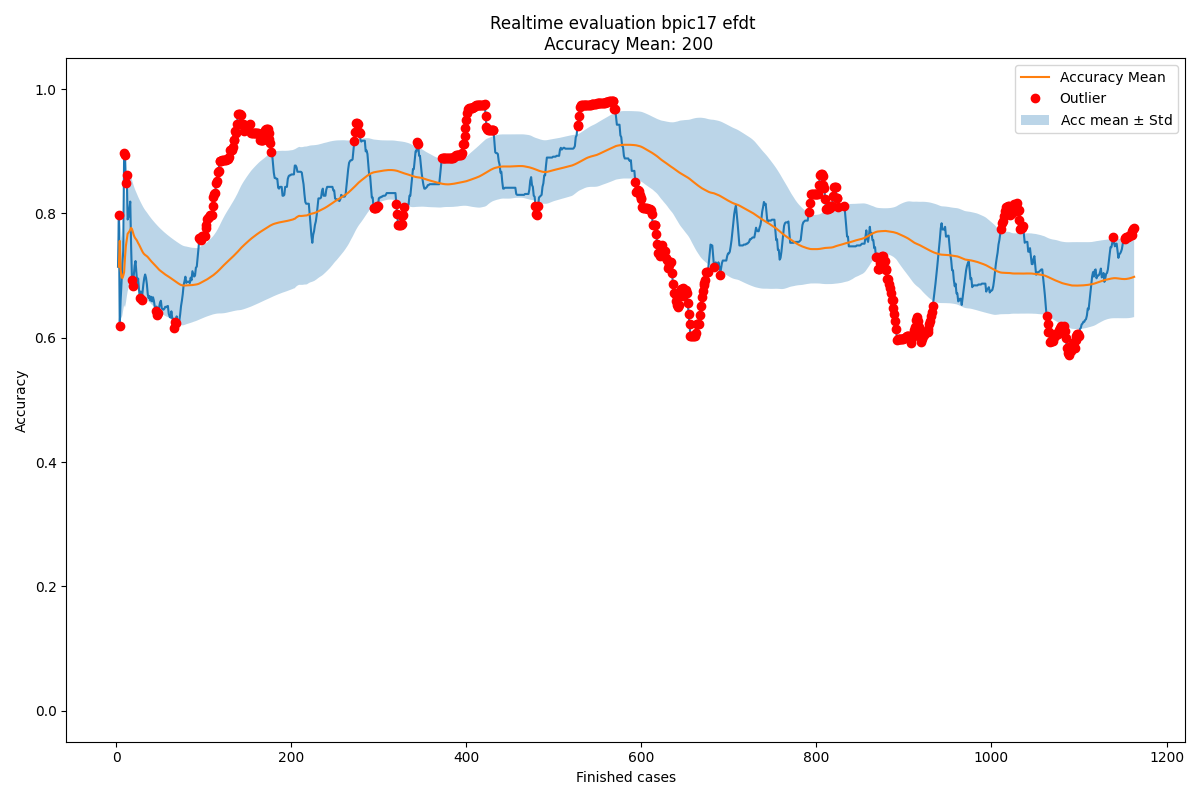 Realtime evaluation bpic17 efdt
Accuracy Mean: 200
Accuracy Mean
Outlier
Acc mean ± Std
Accuracy
1.0
0.8
0.6
0.4
0.2
0.0
0
200
400
600
800
1000
1200
Finished cases